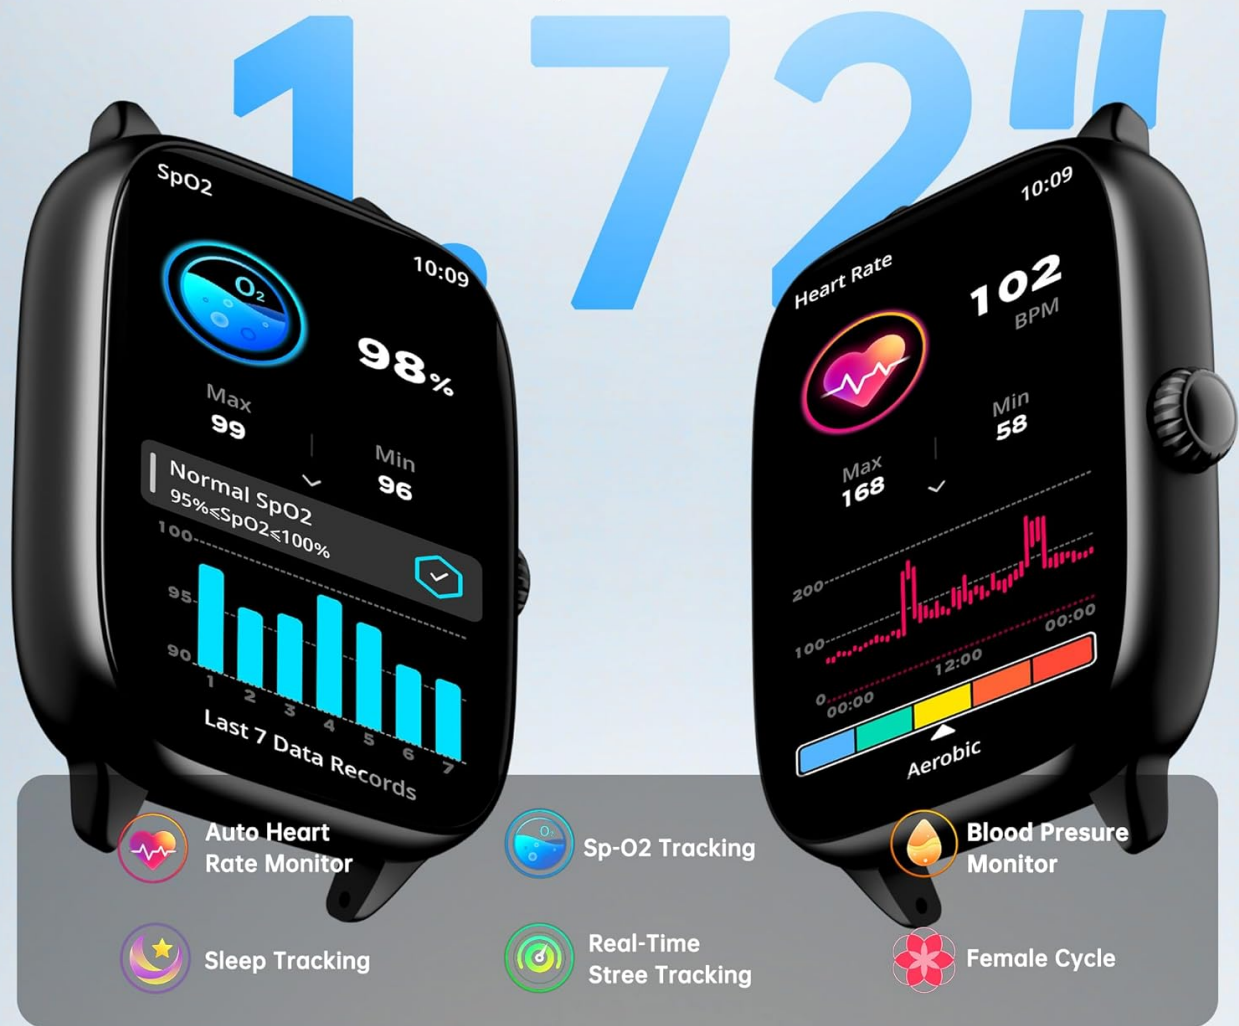 1.72"
SpO2
10:09
O2
98%
Max
99
Min
96
Normal SpO2
95%≤SpO2≤100%
100
95
90
1 2 3 4 5 6 7
Last 7 Data Records
10:09
Heart Rate
102
BPM
Max
168
Min
58
200
100
0
00:00
12:00
00:00
Aerobic
Auto Heart
Rate Monitor
O2
Sp-O2 Tracking
Blood Presure
Monitor
Sleep Tracking
Real-Time
Stree Tracking
Female Cycle